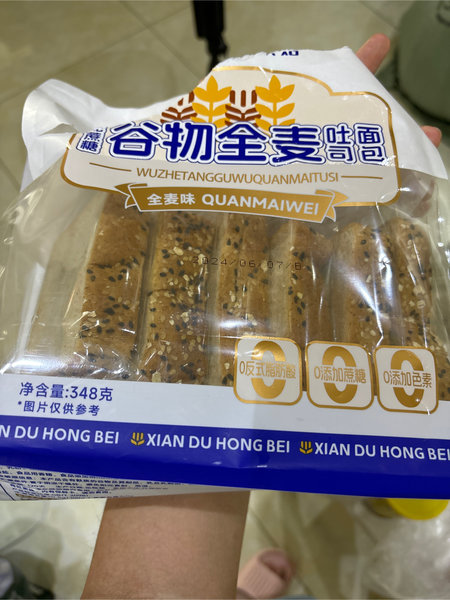 蔗糖
谷物全麦吐司面包
WUZHETANGGUWUQUANMAITUSI
全麦味 QUANMAIWEI
2024/06/07/0
0反式脂肪酸
0添加蔗糖
0添加色素
净含量:348克
*图片仅供参考
XIAN DU HONG BEI XIAN DU HONG BEI XIAN DU HONG BEI